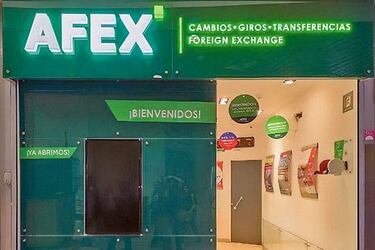 AFEX
CAMBIOS•GIROS•TRANSFERENCIAS
FOREIGN EXCHANGE
¡BIENVENIDOS!
¡YA ABRIMOS!